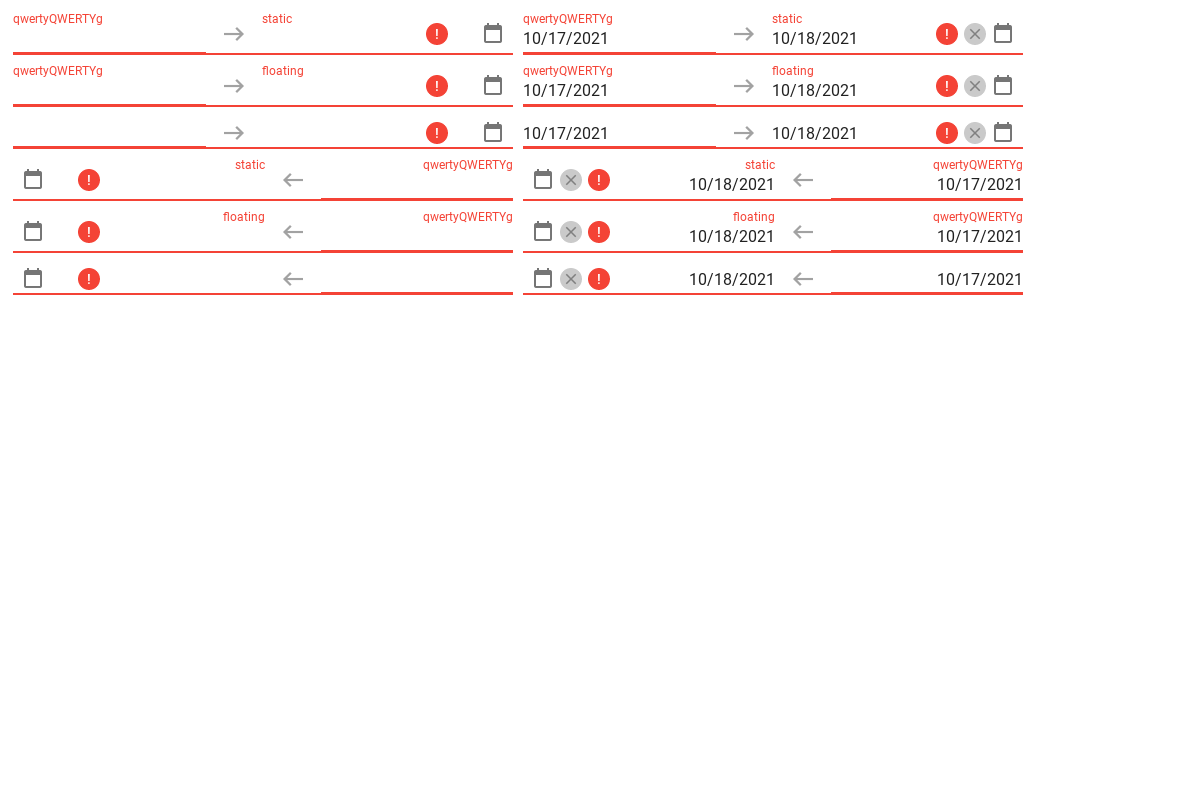 qwertyQWERTYg static qwertyQWERTYg static
10/17/2021 10/18/2021
qwertyQWERTYg floating qwertyQWERTYg floating
10/17/2021 10/18/2021
10/17/2021 10/18/2021
static qwertyQWERTYg static qwertyQWERTYg
10/18/2021 10/17/2021
floating qwertyQWERTYg floating qwertyQWERTYg
10/18/2021 10/17/2021
10/18/2021 10/17/2021